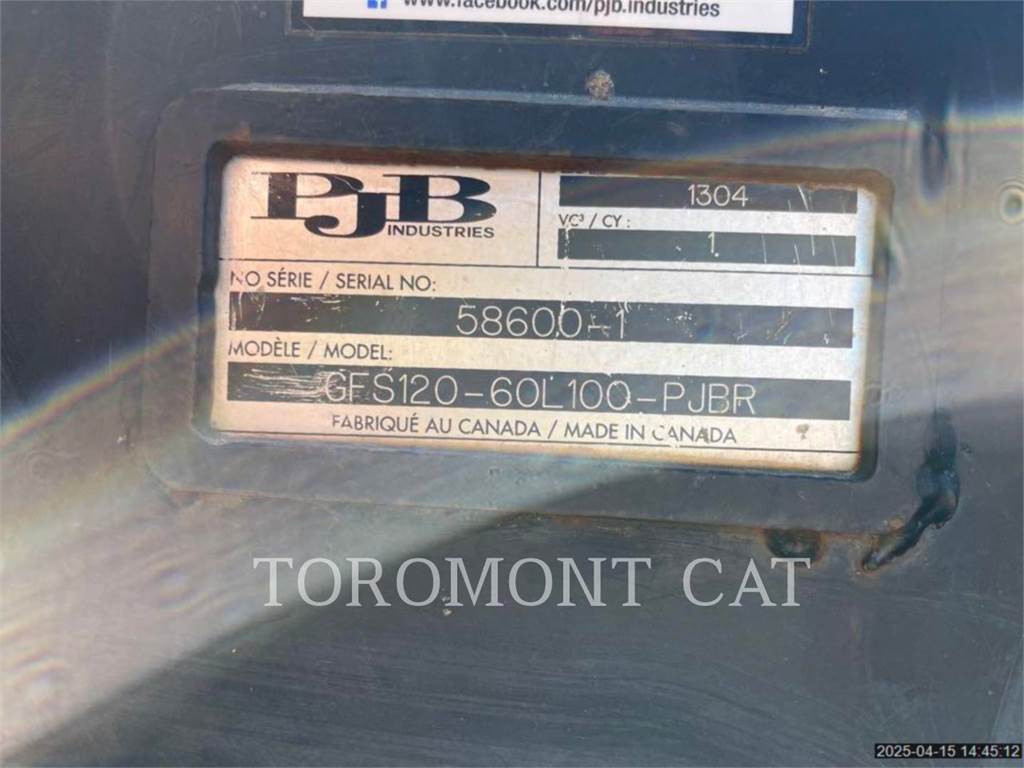 www.facebook.com/pjb.industries
PJB
INDUSTRIES
1304
VC³ / CY :
1
NO SÉRIE / SERIAL NO:
58600-1
MODÈLE / MODEL:
GFS120-60L100-PJBR
FABRIQUÉ AU CANADA / MADE IN CANADA
TOROMONT CAT
2025-04-15 14:45:12